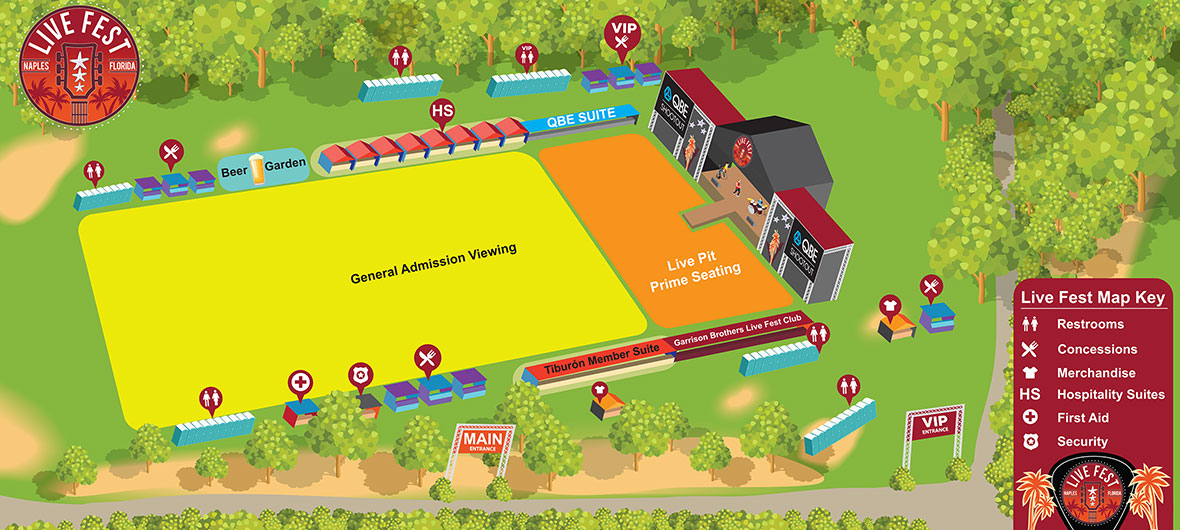 LIVE FEST
NAPLES FLORIDA
VIP
VIP
HS
QBE SUITE
Beer Garden
QBE
SHOOTOUT
LIVE FEST
QBE
SHOOTOUT
General Admission Viewing
Live Pit
Prime Seating
Garrison Brothers Live Fest Club
Tiburón Member Suite
MAIN
ENTRANCE
VIP
ENTRANCE
Live Fest Map Key
Restrooms
Concessions
Merchandise
HS Hospitality Suites
First Aid
Security
LIVE FEST
NAPLES FLORIDA